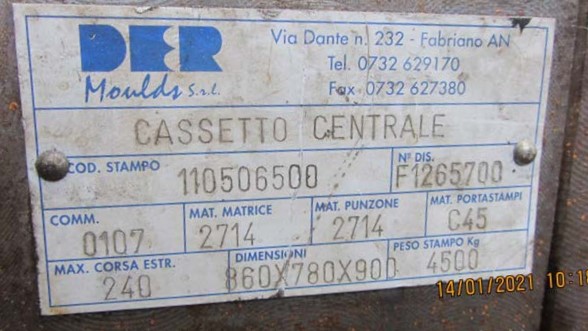 DER
Moulds s.r.l.
Via Dante n. 232 - Fabriano AN
Tel. 0732 629170
Fax 0732 627380
CASSETTO CENTRALE
COD. STAMPO
110506500
N° DIS.
F1265700
COMM.
0107
MAT. MATRICE
2714
MAT. PUNZONE
2714
MAT. PORTASTAMPI
C45
MAX. CORSA ESTR.
240
DIMENSIONI
860X780X900
PESO STAMPO Kg
4500
14/01/2021 10:18